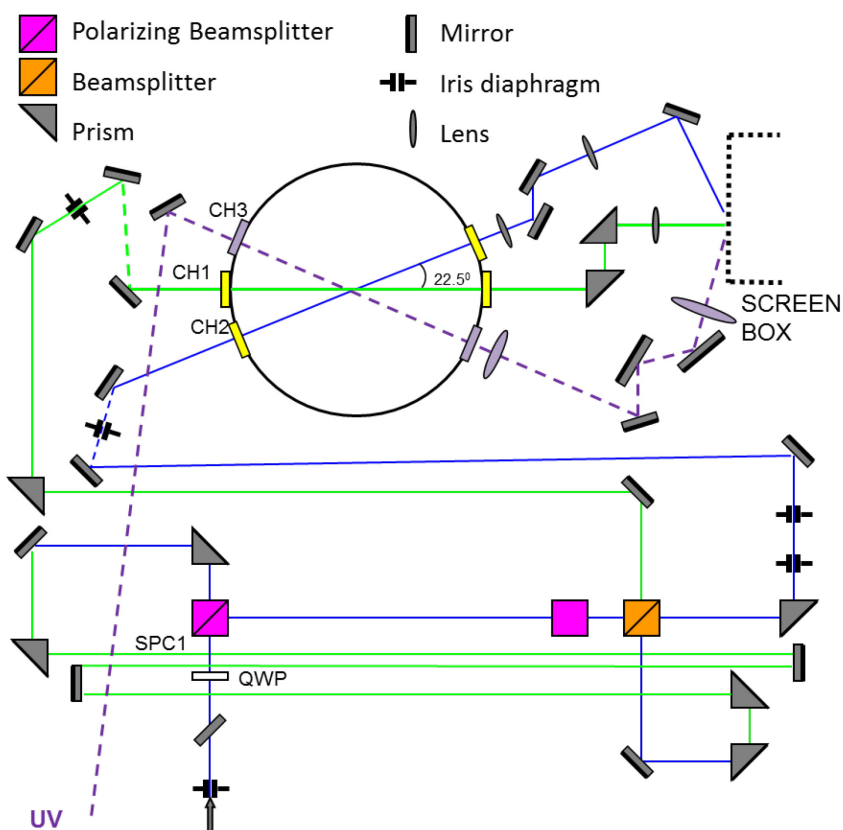 Polarizing Beamsplitter
Mirror
Beamsplitter
Iris diaphragm
Prism
Lens
CH3
CH1
22.5⁰
CH2
SCREEN
BOX
SPC1
QWP
UV